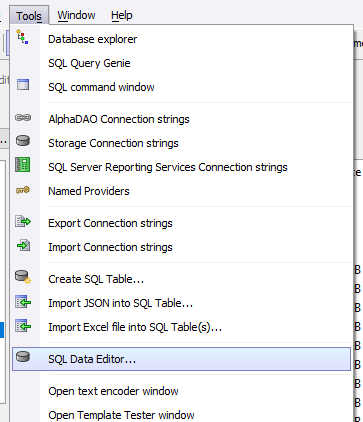 Tools Window Help
Database explorer
SQL Query Genie
SQL command window
AlphaDAO Connection strings
Storage Connection strings
SQL Server Reporting Services Connection strings
Named Providers
Export Connection strings
Import Connection strings
Create SQL Table...
Import JSON into SQL Table...
Import Excel file into SQL Table(s)...
SQL Data Editor...
Open text encoder window
Open Template Tester window